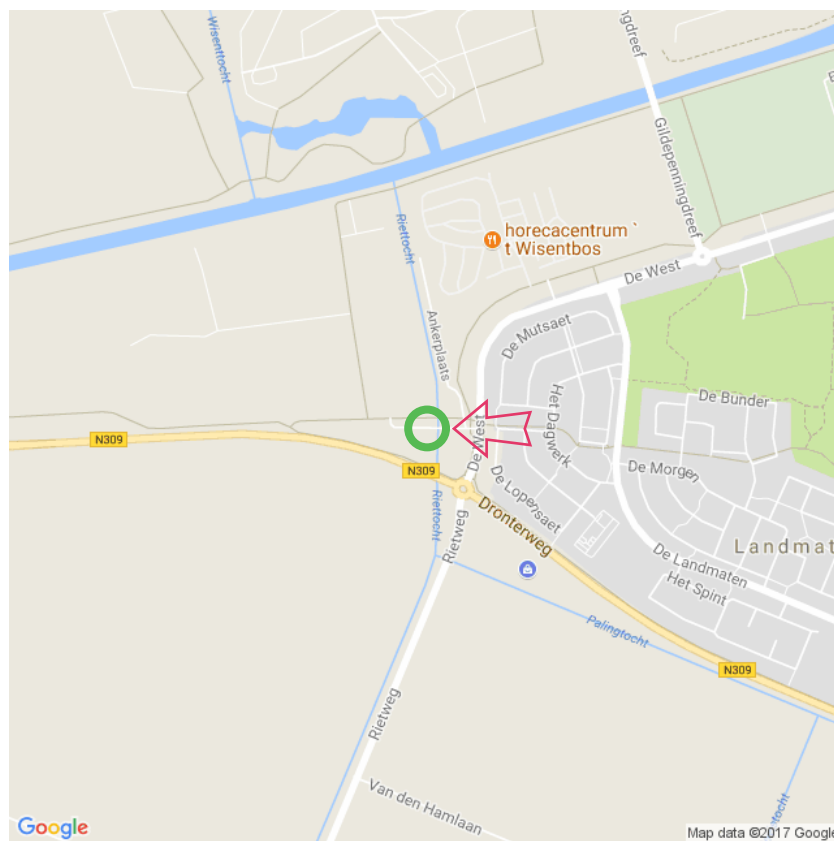 Wisenttocht
ngdreef
Gildepenningdreef
Riettocht
horecacentrum `
t Wisentbos
De West
Ankerplaats
De Mutsaet
Het Dagwerk
De Bunder
N309
De West
N309
De Morgen
De Lopensaet
Riettocht
Rietweg
Dronterweg
Landmat
De Landmaten
Het Spint
Palingtocht
N309
Rietweg
Van den Hamlaan
tocht
Google
Map data ©2017 Google